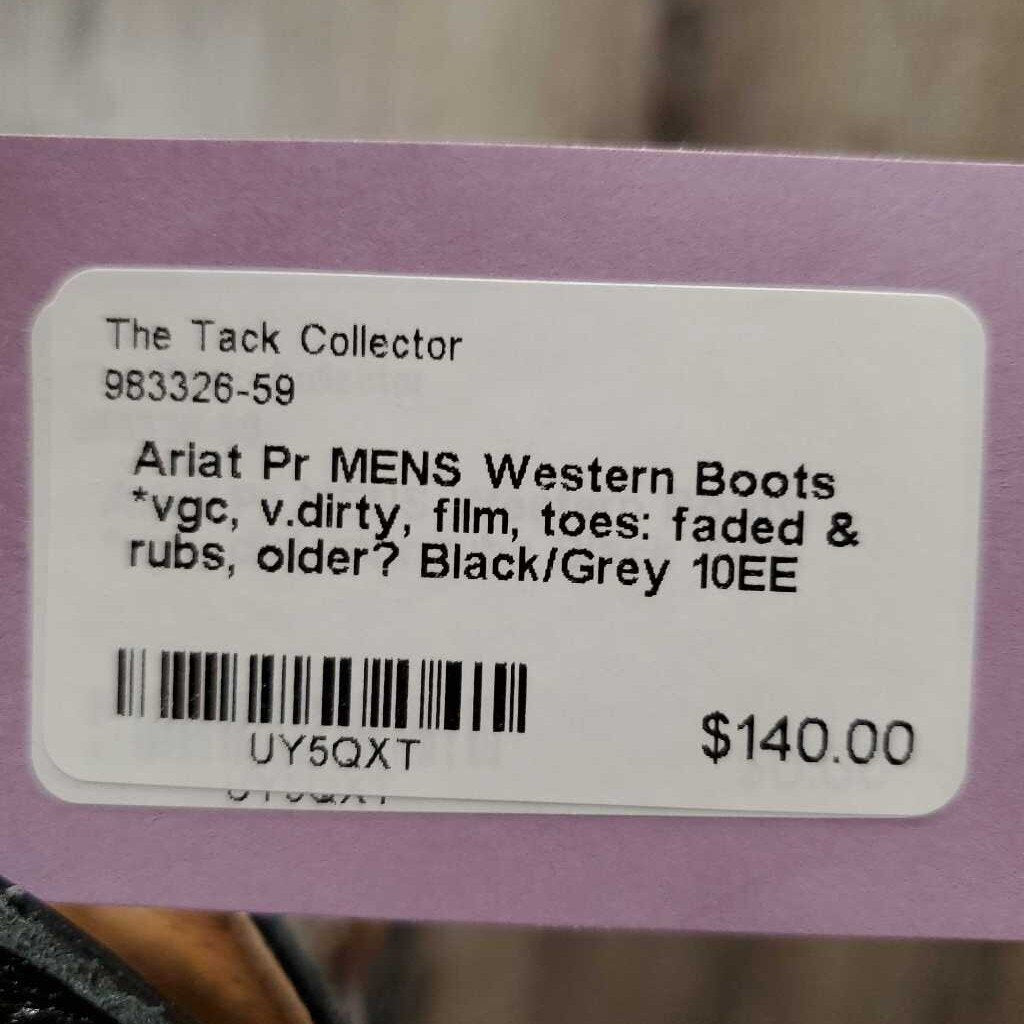 The Tack Collector
983326-59
Ariat Pr MENS Western Boots
*vgc, v.dirty, film, toes: faded &
rubs, older? Black/Grey 10EE
UY5QXT
$140.00